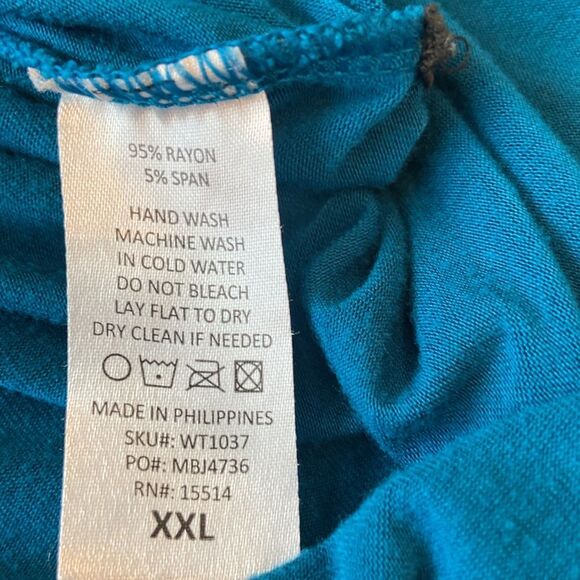 95% RAYON
5% SPAN
HAND WASH
MACHINE WASH
IN COLD WATER
DO NOT BLEACH
LAY FLAT TO DRY
DRY CLEAN IF NEEDED
MADE IN PHILIPPINES
SKU#: WT1037
PO#: MBJ4736
RN#: 15514
XXL